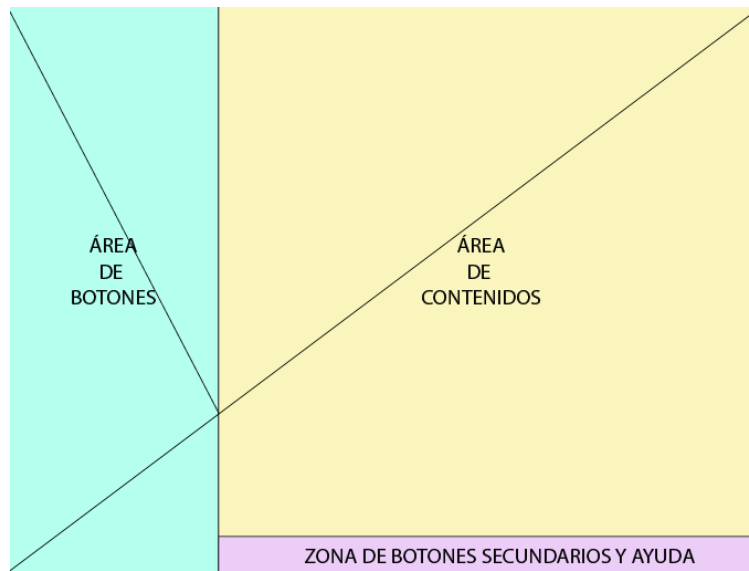 ÁREA
DE
BOTONES
ÁREA
DE
CONTENIDOS
ZONA DE BOTONES SECUNDARIOS Y AYUDA